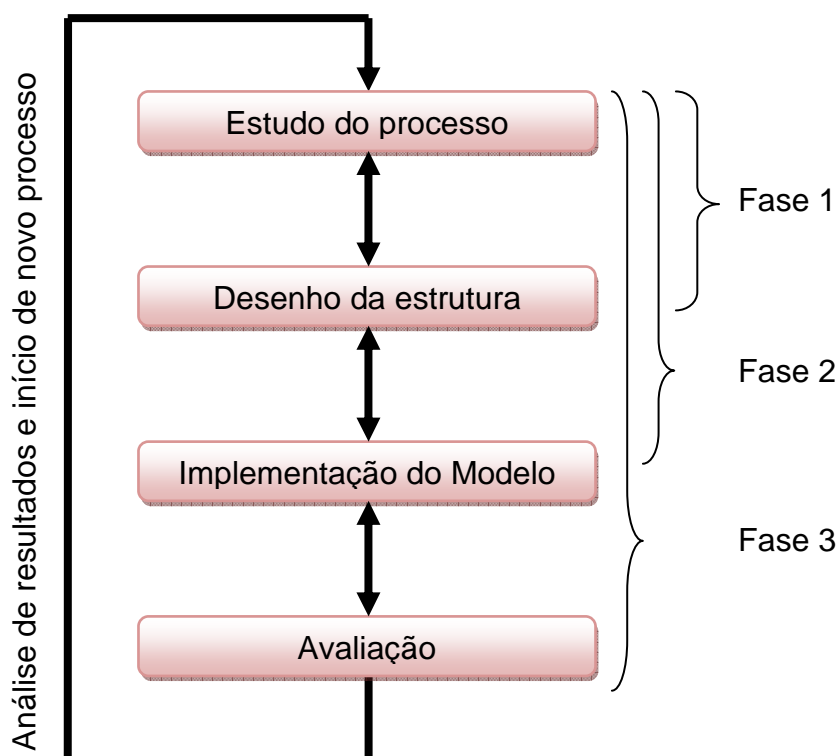 Análise de resultados e início de novo processo
Estudo do processo
Fase 1
Desenho da estrutura
Fase 2
Implementação do Modelo
Fase 3
Avaliação